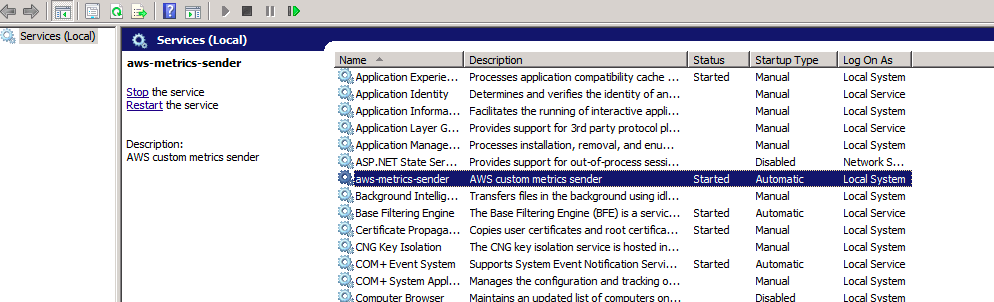 Services (Local)
Services (Local)
aws-metrics-sender
Stop the service
Restart the service
Description:
AWS custom metrics sender
Name Description Status Startup Type Log On As
Application Experie... Processes application compatibility cache ... Started Manual Local System
Application Identity Determines and verifies the identity of an... Manual Local Service
Application Informa... Facilitates the running of interactive appli... Manual Local System
Application Layer G... Provides support for 3rd party protocol pl... Manual Local Service
Application Manage... Processes installation, removal, and enu... Manual Local System
ASP.NET State Ser... Provides support for out-of-process sessi... Disabled Network S...
aws-metrics-sender AWS custom metrics sender Started Automatic Local System
Background Intellig... Transfers files in the background using idl... Manual Local System
Base Filtering Engine The Base Filtering Engine (BFE) is a servic... Started Automatic Local Service
Certificate Propaga... Copies user certificates and root certifica... Started Manual Local System
CNG Key Isolation The CNG key isolation service is hosted in... Manual Local System
COM+ Event System Supports System Event Notification Servi... Started Automatic Local Service
COM+ System Appl... Manages the configuration and tracking o... Manual Local System
Computer Browser Maintains an updated list of computers on... Disabled Local System